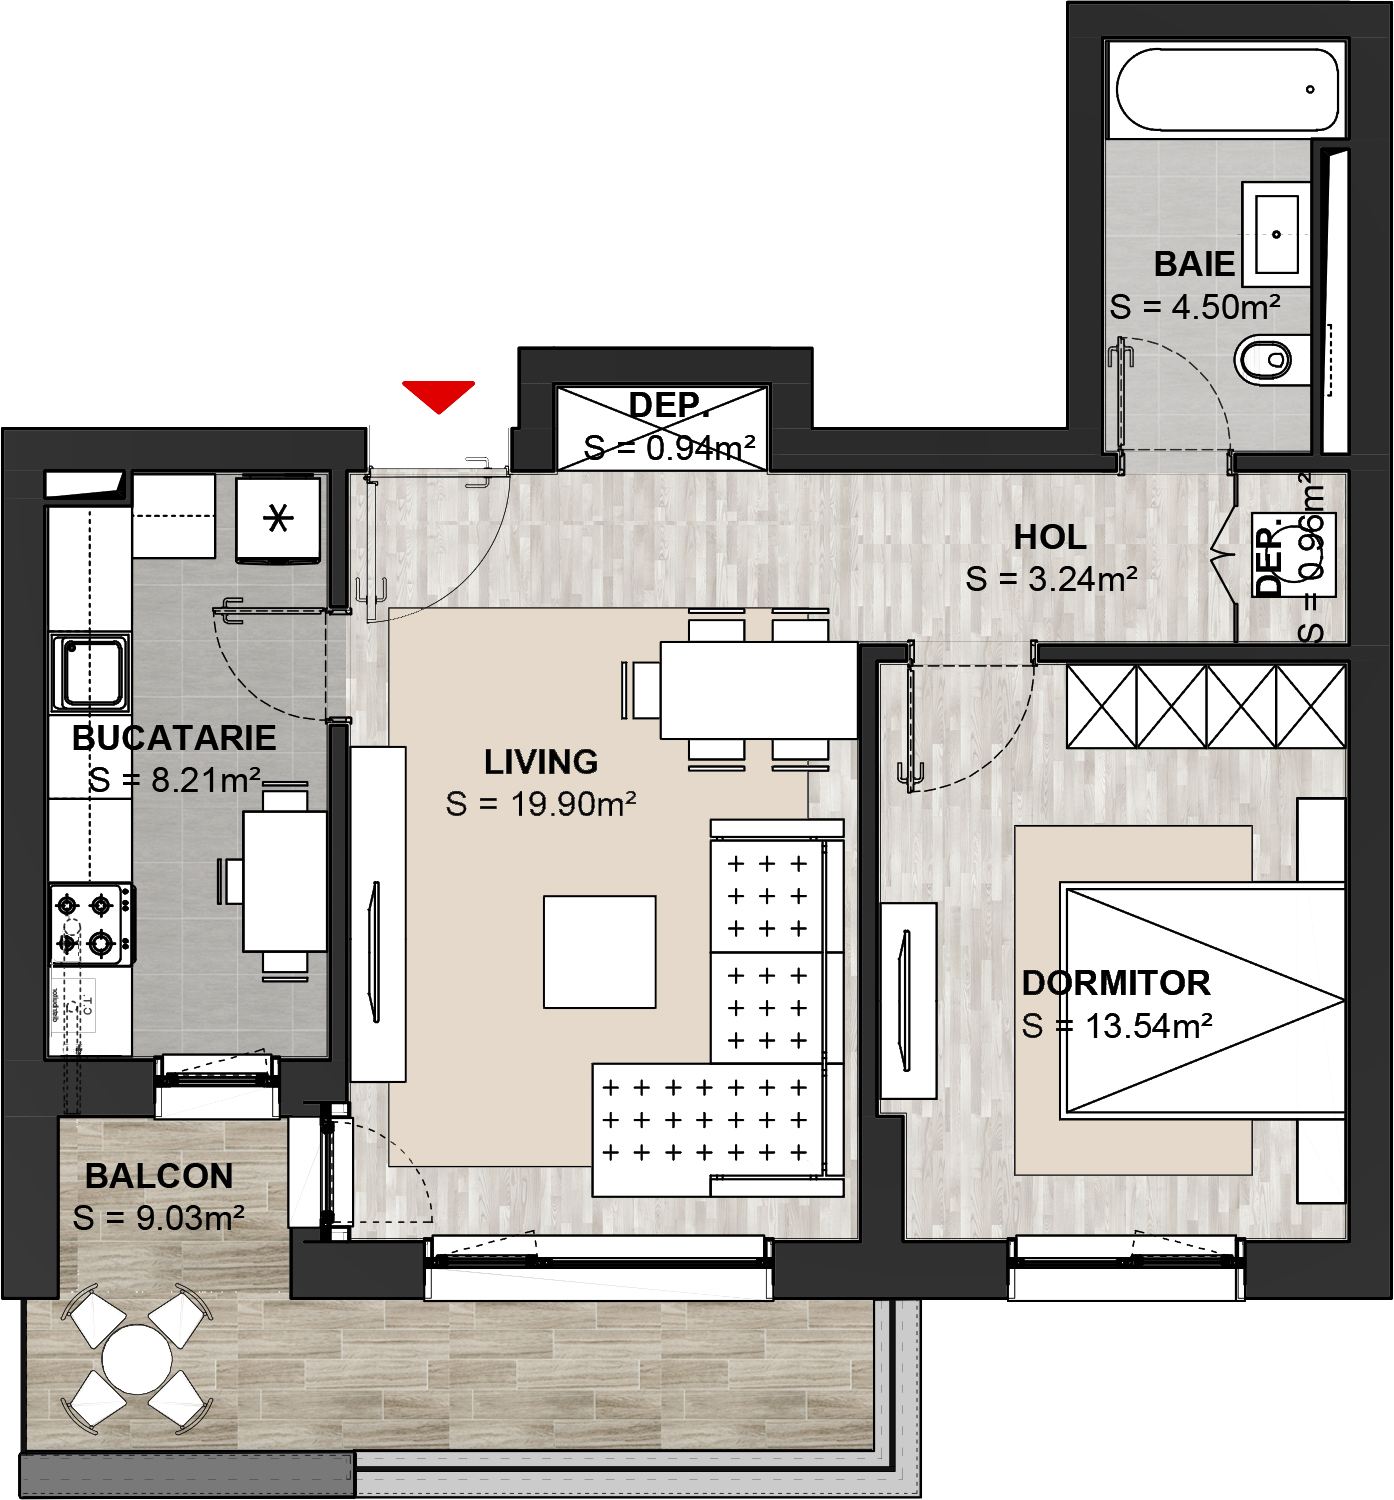 BAIE
S = 4.50m²
DEP.
S = 0.94m²
HOL
S = 3.24m²
DEP.
S = 0.96m²
BUCATARIE
S = 8.21m²
LIVING
S = 19.90m²
DORMITOR
S = 13.54m²
T.C
BALCON
S = 9.03m²